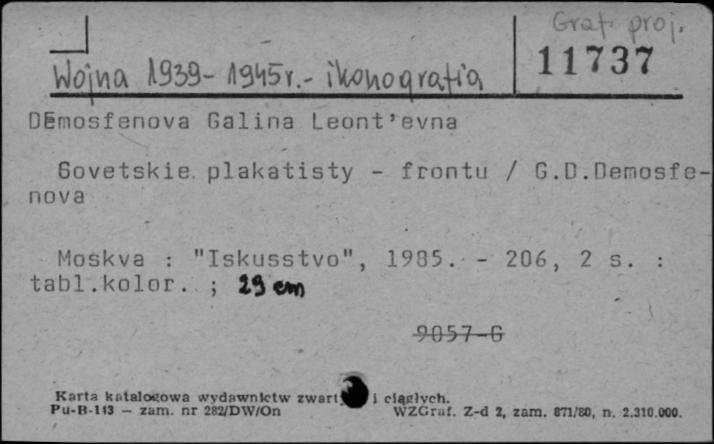 Graf. proj.
11737
Wojna 1939-1945r.- ikonografia
DEmosfenova Galina Leont'evna
Sovetskie plakatisty - frontu / G.D.Demosfe-
nova
Moskva : "Iskusstvo", 1985. - 206, 2 s. :
tabl.kolor. ; 29 cm
9057-G
Karta katalogowa wydawnictw zwartych i ciągłych.
Pu-B-113 — zam. nr 282/DW/On WZGraf. Z-d 2, zam. 871/80, n. 2.310.000.